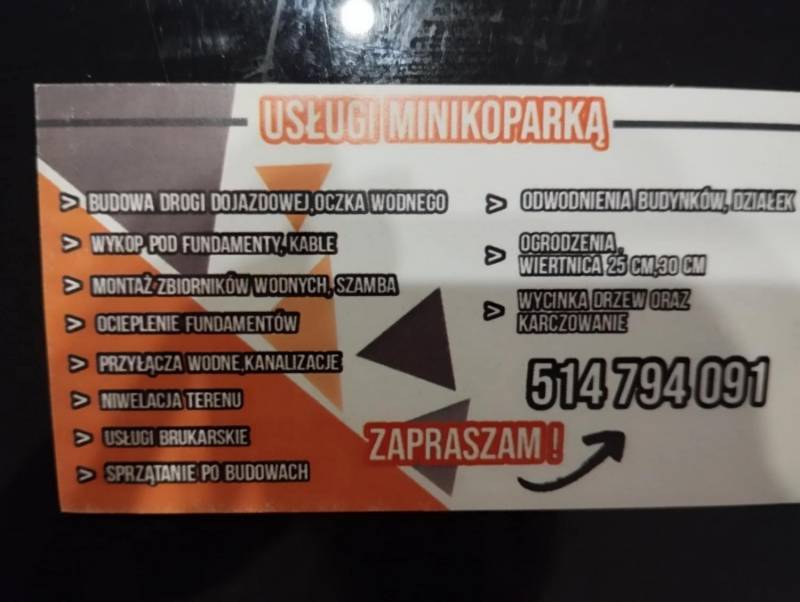 USŁUGI MINIKOPARKĄ
> BUDOWA DROGI DOJAZDOWEJ,OCZKA WODNEGO
> WYKOP POD FUNDAMENTY, KABLE
> MONTAŻ ZBIORNIKÓW WODNYCH, SZAMBA
> OCIEPLENIE FUNDAMENTÓW
> PRZYŁĄCZA WODNE,KANALIZACJE
> NIWELACJA TERENU
> USŁUGI BRUKARSKIE
> SPRZĄTANIE PO BUDOWACH
> ODWODNIENIA BUDYNKÓW, DZIAŁEK
> OGRODZENIA,
WIERTNICA 25 CM,30 CM
> WYCINKA DRZEW ORAZ
KARCZOWANIE
514 794 091
ZAPRASZAM !